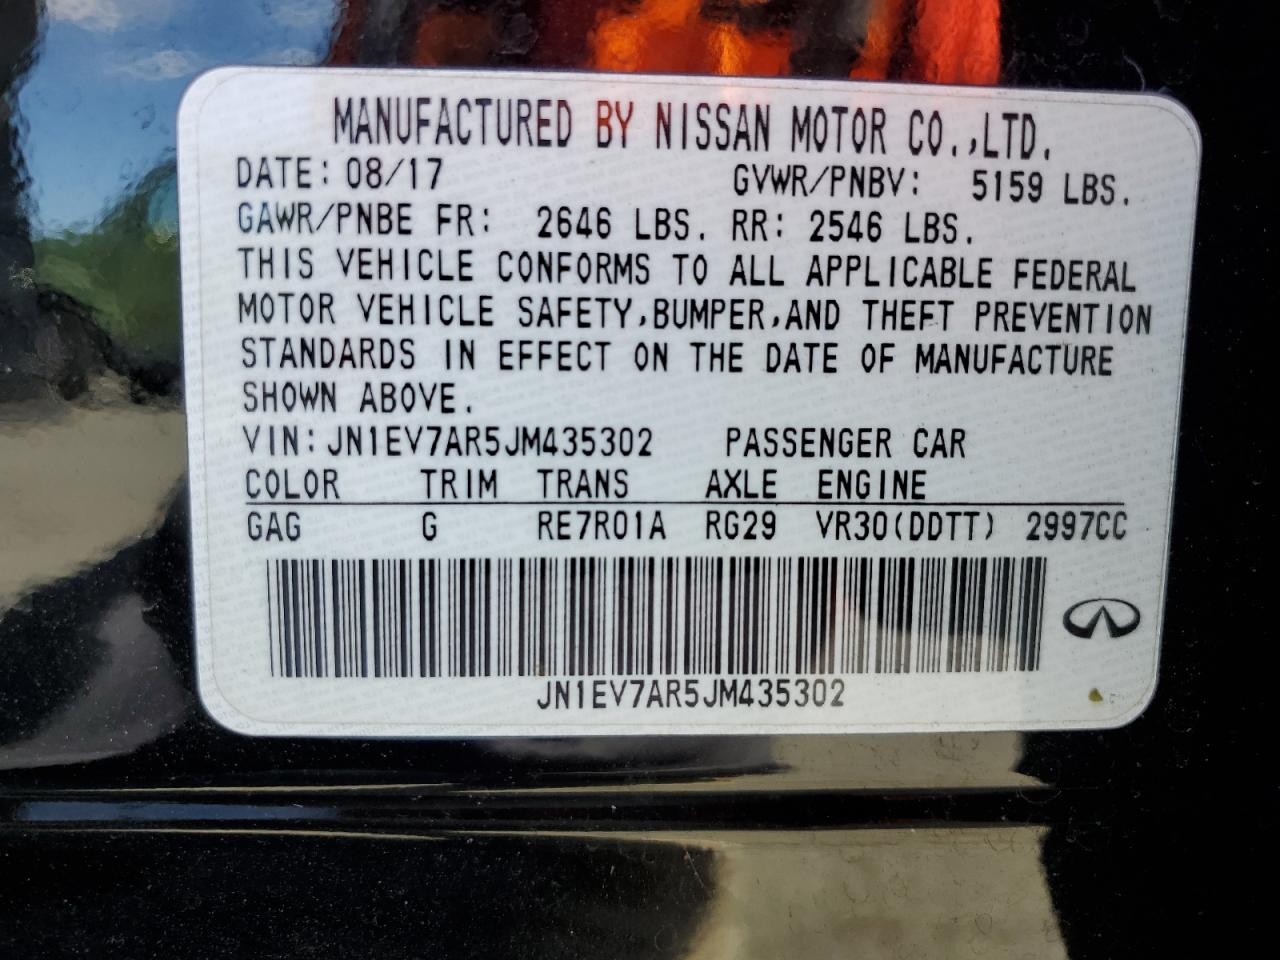 MANUFACTURED BY NISSAN MOTOR CO.,LTD.
DATE: 08/17 GVWR/PNBV: 5159 LBS.
GAWR/PNBE FR: 2646 LBS. RR: 2546 LBS.
THIS VEHICLE CONFORMS TO ALL APPLICABLE FEDERAL
MOTOR VEHICLE SAFETY,BUMPER,AND THEFT PREVENTION
STANDARDS IN EFFECT ON THE DATE OF MANUFACTURE
SHOWN ABOVE.
VIN: JN1EV7AR5JM435302 PASSENGER CAR
COLOR TRIM TRANS AXLE ENGINE
GAG G RE7R01A RG29 VR30(DDTT) 2997CC
JN1EV7AR5JM435302